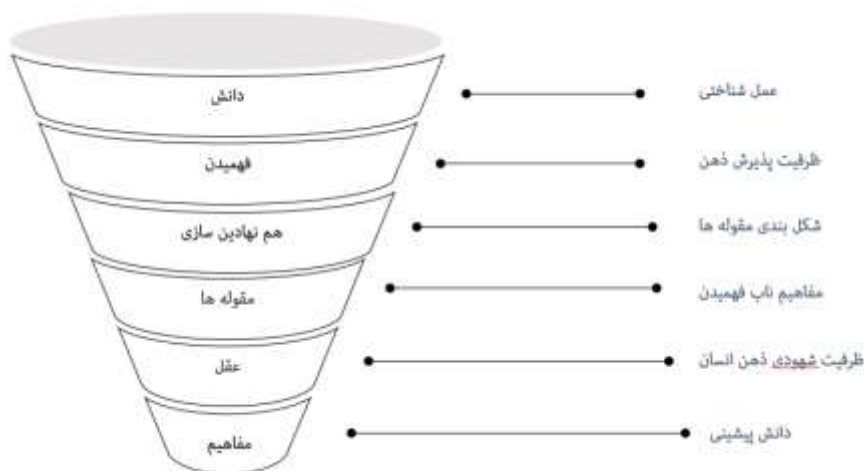 دانش
عمل شناختی
فهمیدن
ظرفیت پذیرش ذهن
هم نهادین سازی
شکل بندی مقوله ها
مقوله ها
مفاهیم ناب فهمیدن
عقل
ظرفیت شهودی ذهن انسان
مفاهیم
دانش پیشینی